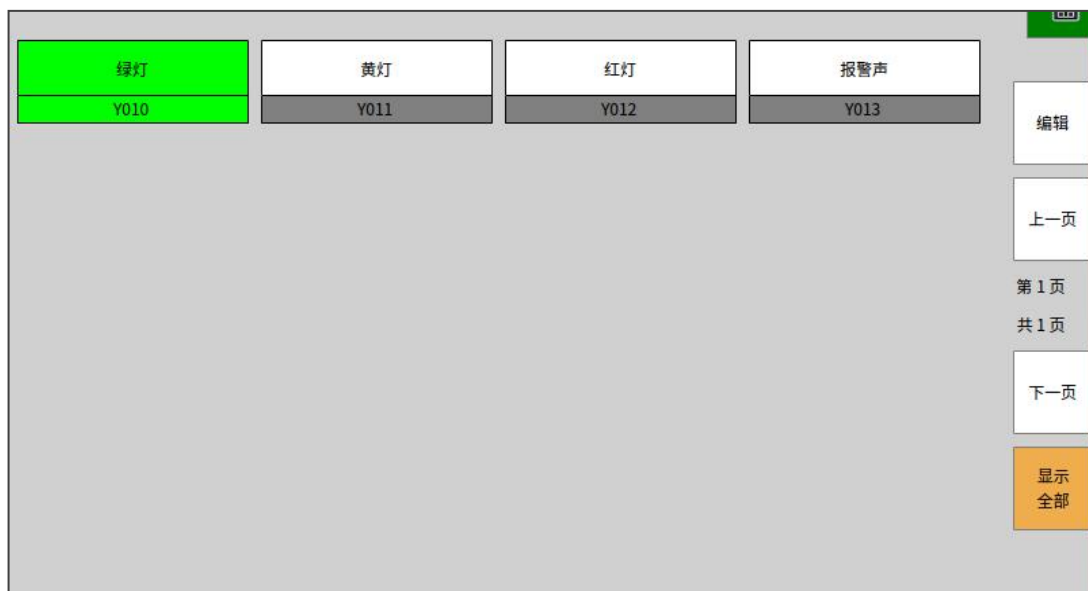 绿灯
Y010
黄灯
Y011
红灯
Y012
报警声
Y013
编辑
上一页
第 1 页
共 1 页
下一页
显示
全部